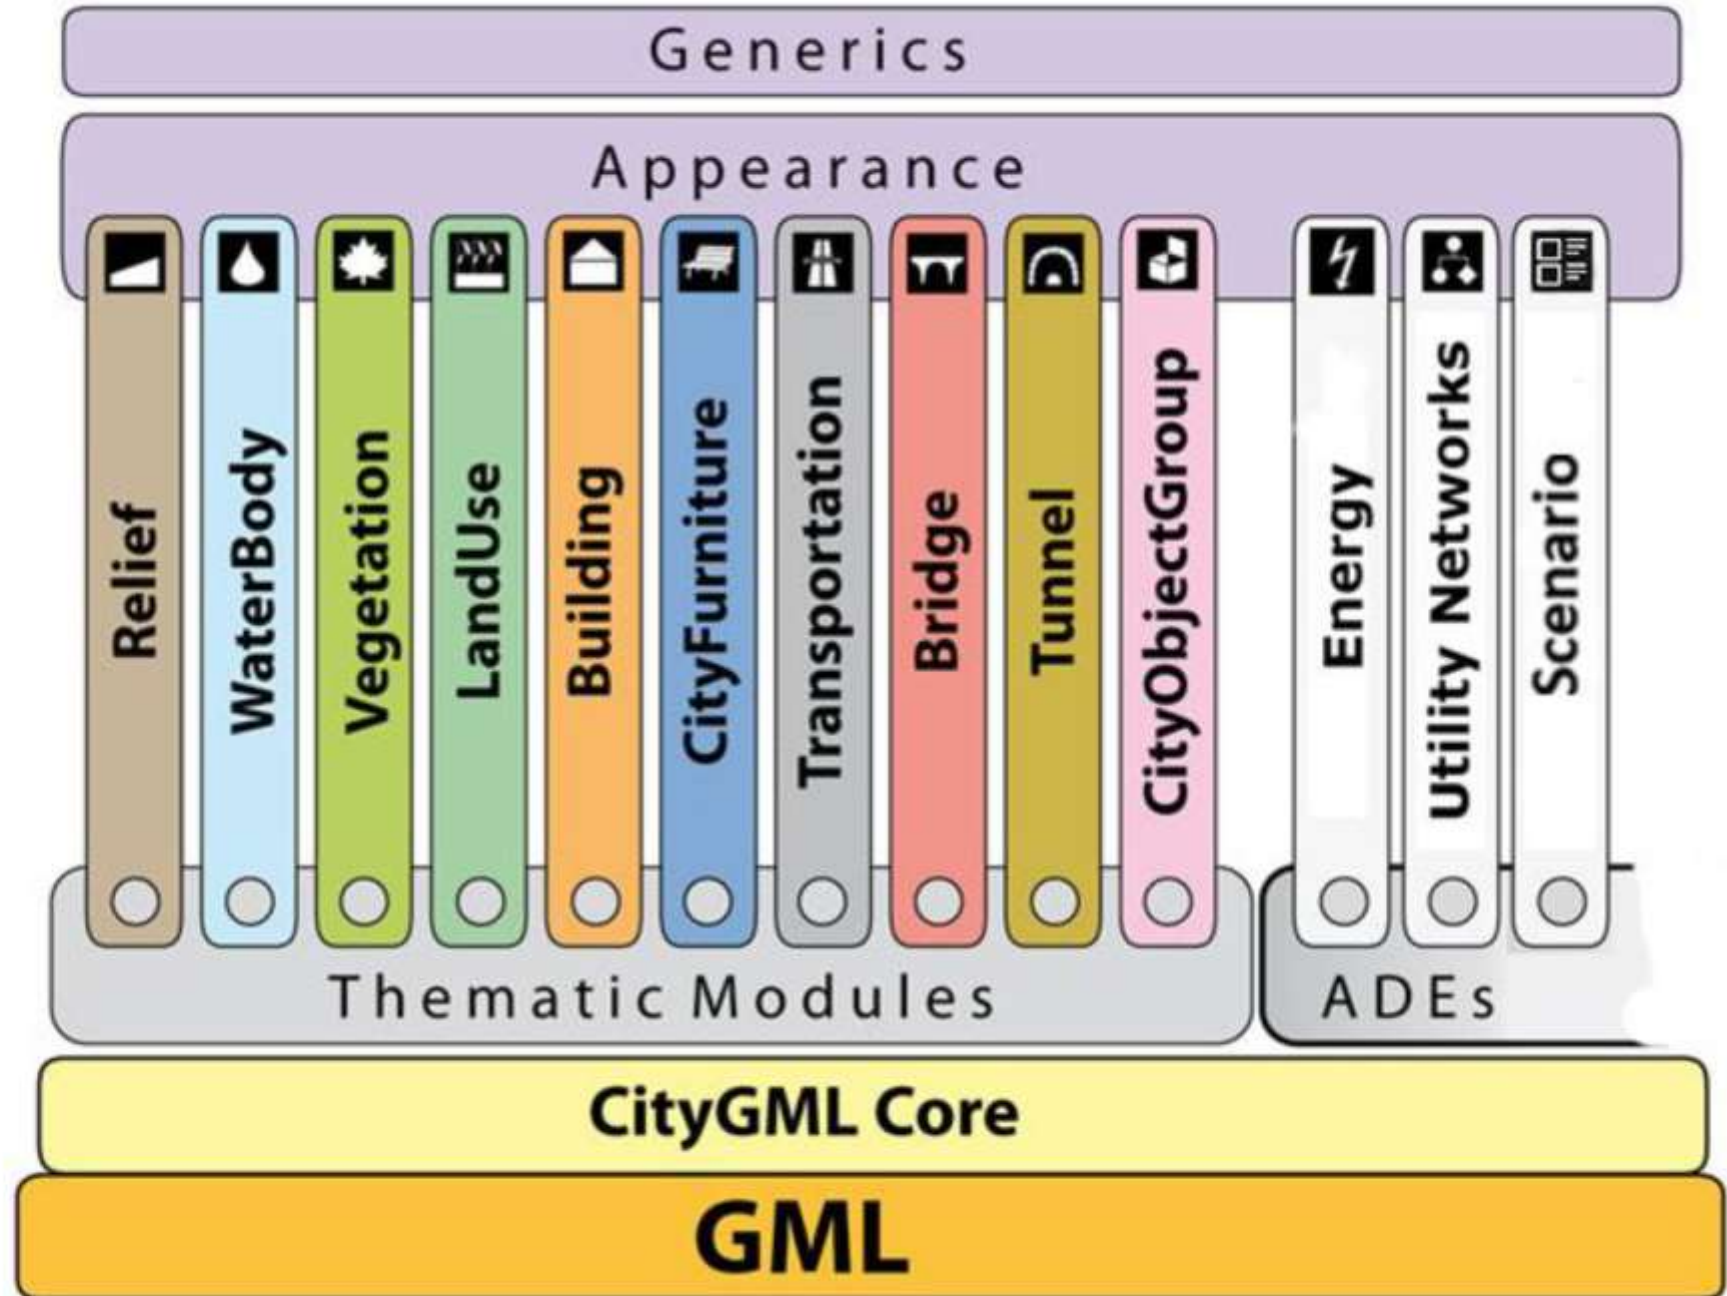 Generics
Appearance
Relief
WaterBody
Vegetation
LandUse
Building
CityFurniture
Transportation
Bridge
Tunnel
CityObjectGroup
Energy
Utility Networks
Scenario
Thematic Modules
ADEs
CityGML Core
GML